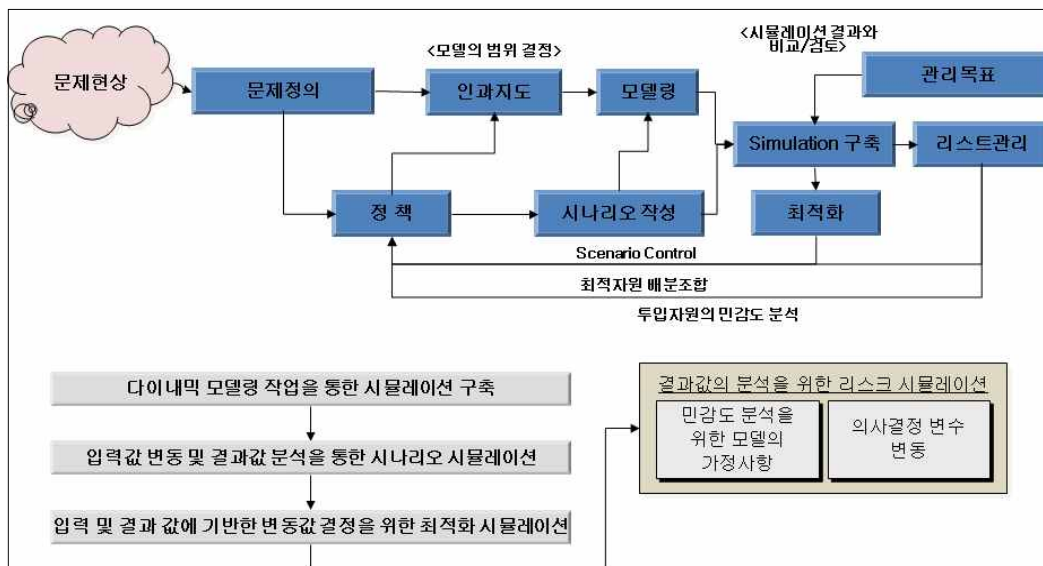 <시뮬레이션 결과와
비교/검토>
<모델의 범위 결정>
문제현상
문제정의
인과지도
모델링
관리목표
Simulation 구축
리스트관리
정 책
시나리오 작성
최적화
Scenario Control
최적자원 배분조합
투입자원의 민감도 분석
다이내믹 모델링 작업을 통한 시뮬레이션 구축
입력값 변동 및 결과값 분석을 통한 시나리오 시뮬레이션
입력 및 결과 값에 기반한 변동값 결정을 위한 최적화 시뮬레이션
결과값의 분석을 위한 리스크 시뮬레이션
민감도 분석을
위한 모델의
가정사항
의사결정 변수
변동